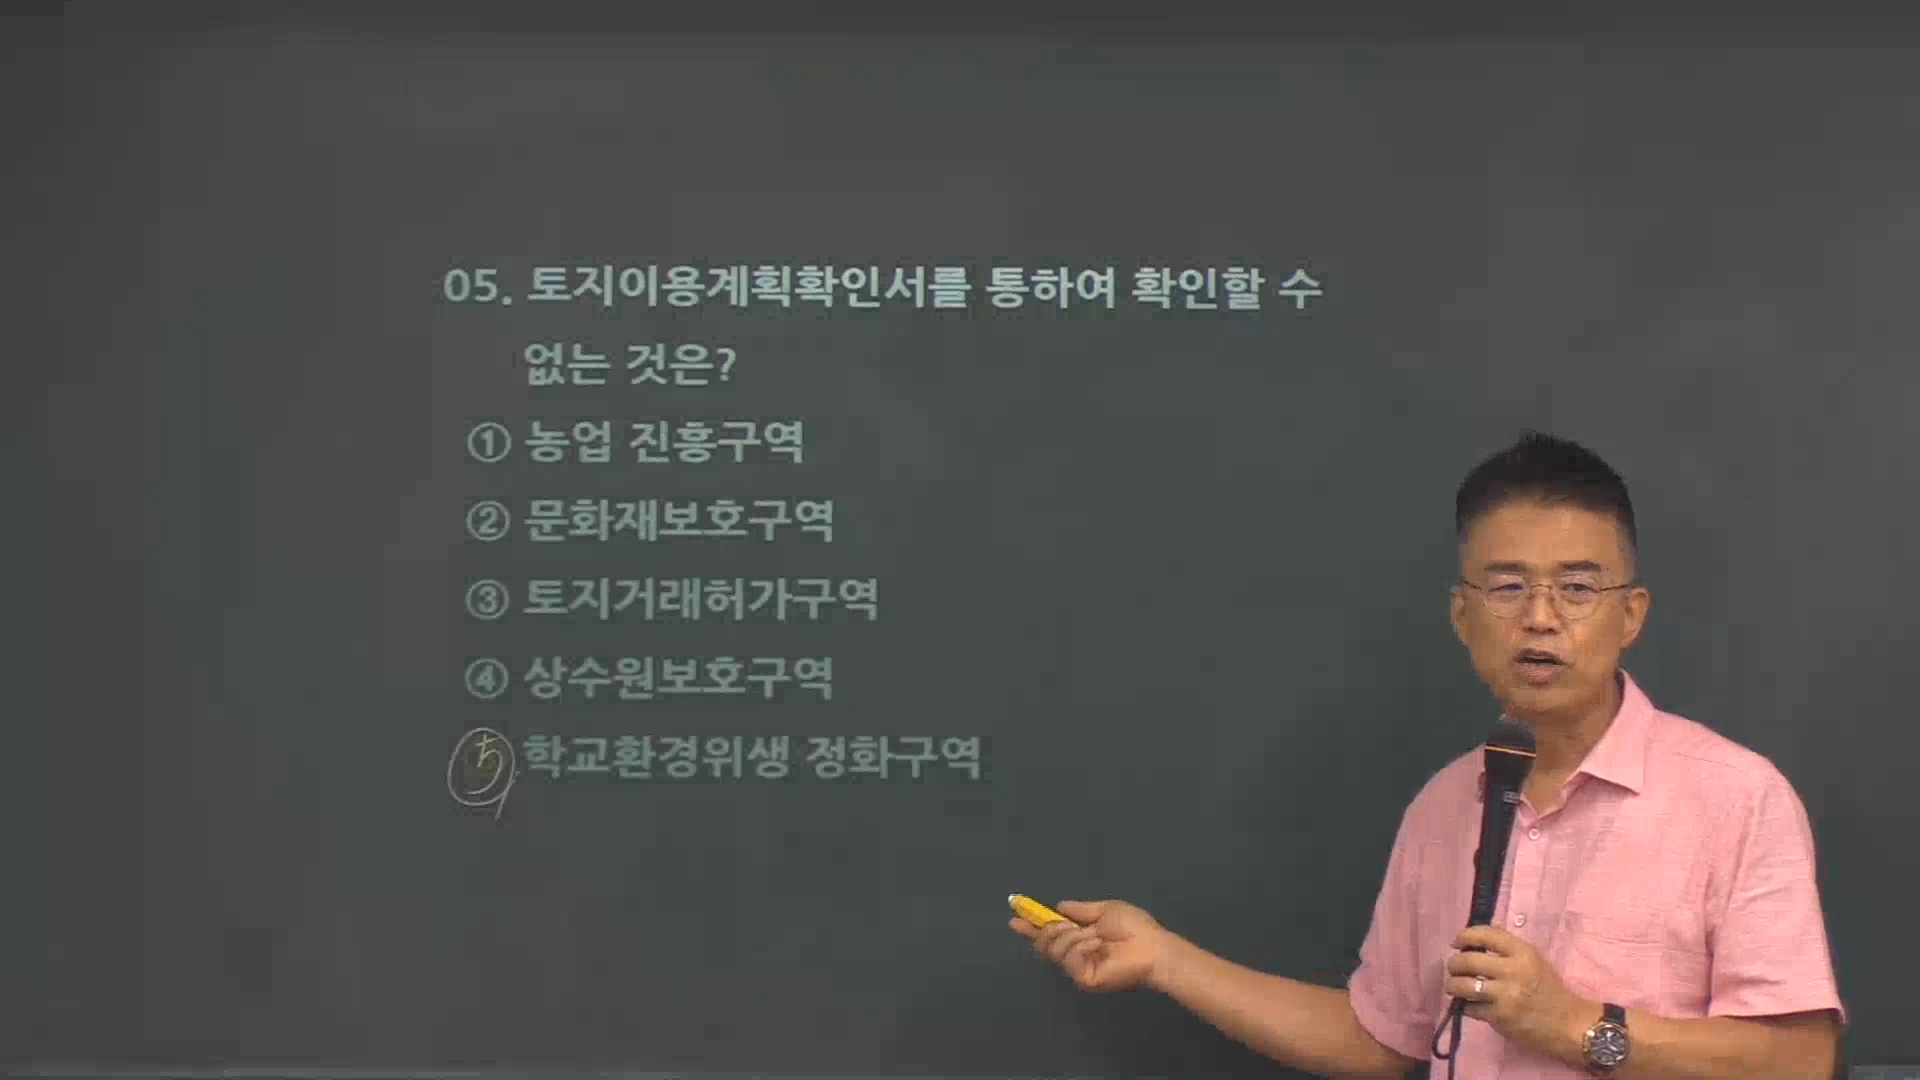 05. 토지이용계획확인서를 통하여 확인할 수
없는 것은?
① 농업 진흥구역
② 문화재보호구역
③ 토지거래허가구역
④ 상수원보호구역
⑤ 학교환경위생 정화구역